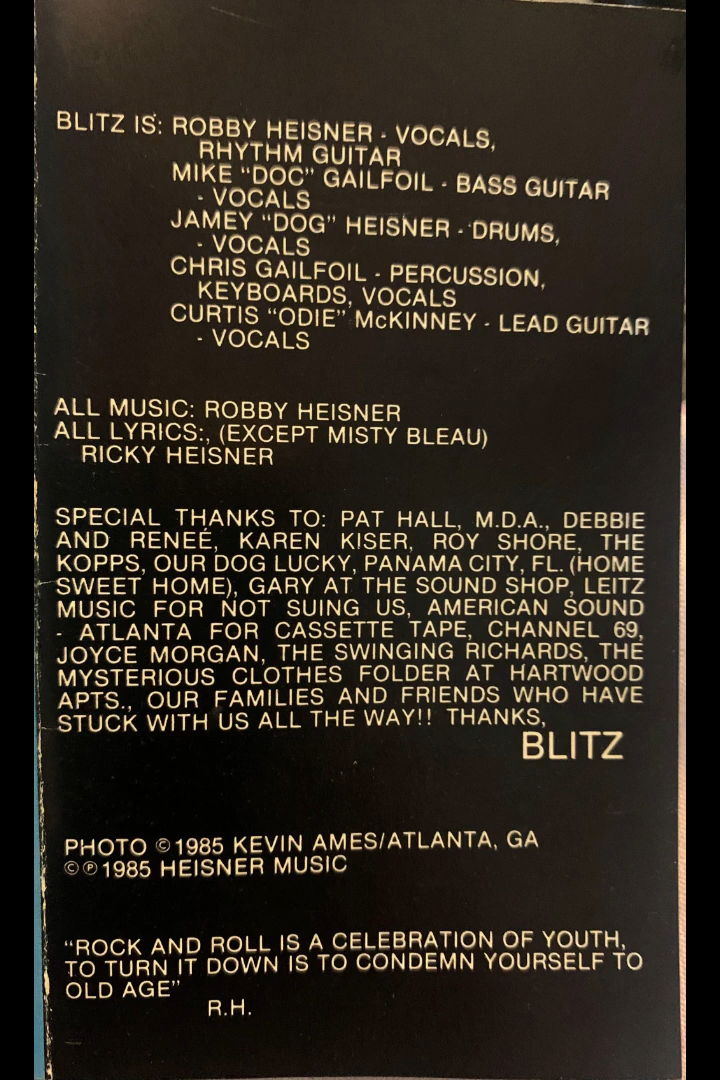 BLITZ IS: ROBBY HEISNER - VOCALS,
RHYTHM GUITAR
MIKE "DOC" GAILFOIL - BASS GUITAR
- VOCALS
JAMEY "DOG" HEISNER - DRUMS,
- VOCALS
CHRIS GAILFOIL - PERCUSSION,
KEYBOARDS, VOCALS
CURTIS "ODIE" McKINNEY - LEAD GUITAR
- VOCALS
ALL MUSIC: ROBBY HEISNER
ALL LYRICS:, (EXCEPT MISTY BLEAU)
RICKY HEISNER
SPECIAL THANKS TO: PAT HALL, M.D.A., DEBBIE
AND RENEÉ, KAREN KISER, ROY SHORE, THE
KOPPS, OUR DOG LUCKY, PANAMA CITY, FL. (HOME
SWEET HOME), GARY AT THE SOUND SHOP, LEITZ
MUSIC FOR NOT SUING US, AMERICAN SOUND
- ATLANTA FOR CASSETTE TAPE, CHANNEL 69,
JOYCE MORGAN, THE SWINGING RICHARDS, THE
MYSTERIOUS CLOTHES FOLDER AT HARTWOOD
APTS., OUR FAMILIES AND FRIENDS WHO HAVE
STUCK WITH US ALL THE WAY!! THANKS,
BLITZ
PHOTO ©1985 KEVIN AMES/ATLANTA, GA
©℗1985 HEISNER MUSIC
"ROCK AND ROLL IS A CELEBRATION OF YOUTH,
TO TURN IT DOWN IS TO CONDEMN YOURSELF TO
OLD AGE"
R.H.